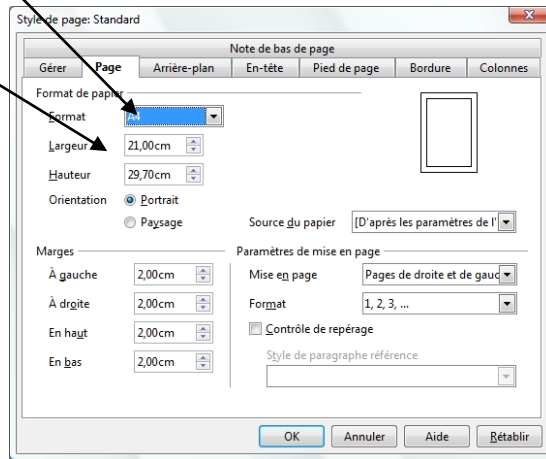 Style de page: Standard
Note de bas de page
Gérer Page Arrière-plan En-tête Pied de page Bordure Colonnes
Format de papier
Format A4
Largeur 21,00cm
Hauteur 29,70cm
Orientation Portrait
Paysage Source du papier [D'après les paramètres de l'
Marges Paramètres de mise en page
À gauche 2,00cm Mise en page Pages de droite et de gauc
À droite 2,00cm Format 1, 2, 3, ...
En haut 2,00cm Contrôle de repérage
En bas 2,00cm Style de paragraphe référence
OK Annuler Aide Rétablir